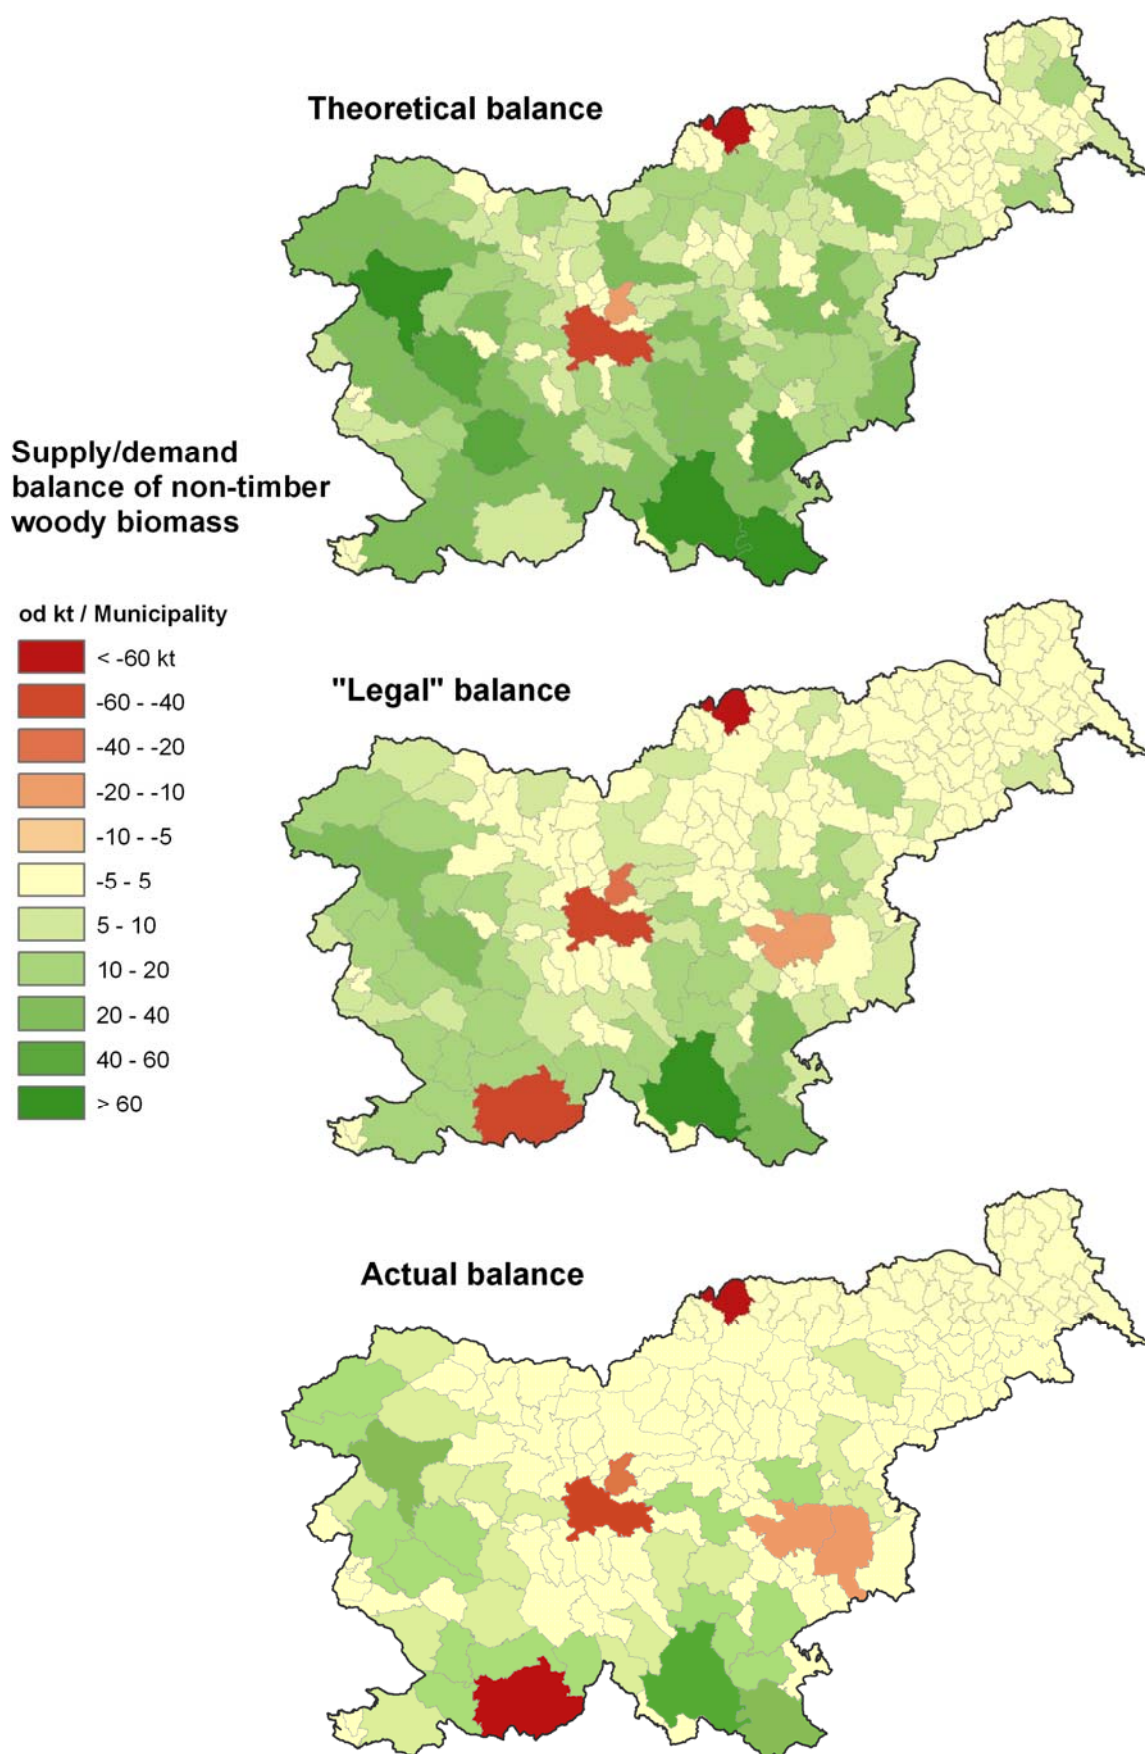 Theoretical balance
Supply/demand
balance of non-timber
woody biomass
od kt / Municipality
< -60 kt
-60 - -40
-40 - -20
-20 - -10
-10 - -5
-5 - 5
5 - 10
10 - 20
20 - 40
40 - 60
> 60
"Legal" balance
Actual balance